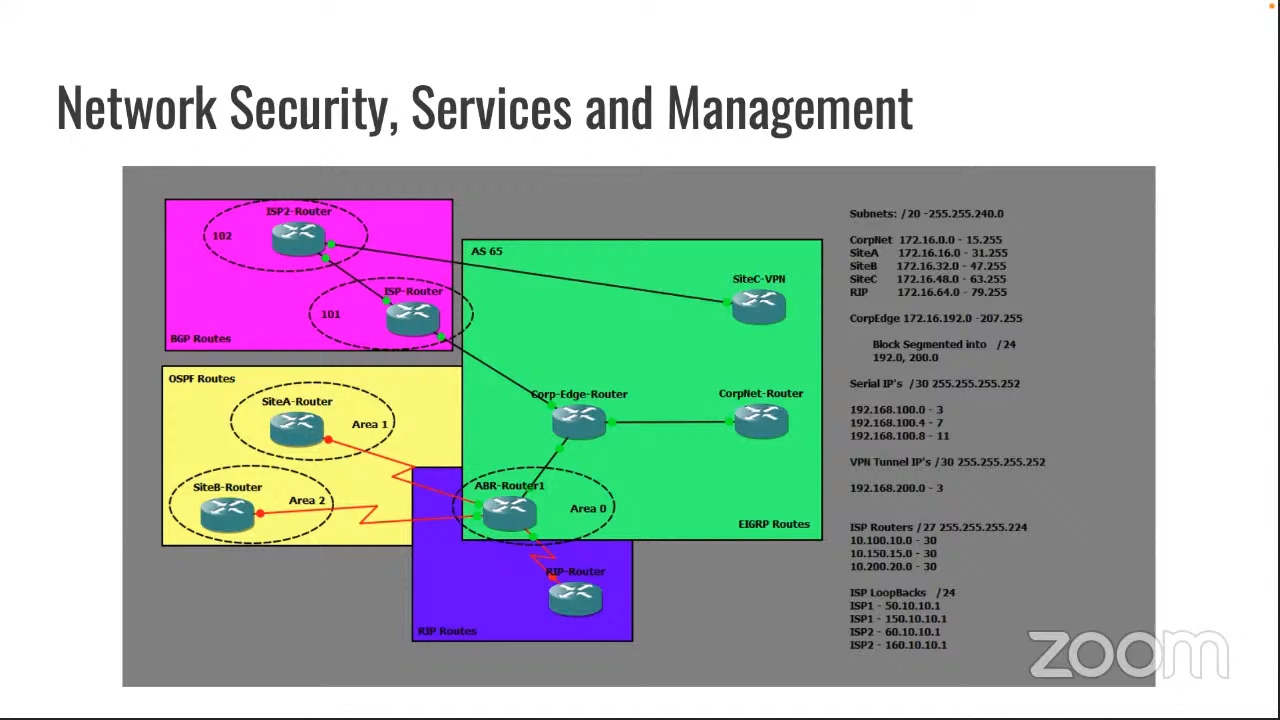 Network Security, Services and Management
ISP2-Router
102
ISP-Router
101
BGP Routes
AS 65
SiteC-VPN
OSPF Routes
SiteA-Router
Area 1
SiteB-Router
Area 2
Corp-Edge-Router
CorpNet-Router
ABR-Router1
Area 0
EIGRP Routes
RIP-Router
RIP Routes
Subnets: /20 -255.255.240.0
CorpNet 172.16.0.0 - 15.255
SiteA 172.16.16.0 - 31.255
SiteB 172.16.32.0 - 47.255
SiteC 172.16.48.0 - 63.255
RIP 172.16.64.0 - 79.255
CorpEdge 172.16.192.0 -207.255
Block Segmented into /24
192.0, 200.0
Serial IP's /30 255.255.255.252
192.168.100.0 - 3
192.168.100.4 - 7
192.168.100.8 - 11
VPN Tunnel IP's /30 255.255.255.252
192.168.200.0 - 3
ISP Routers /27 255.255.255.224
10.100.10.0 - 30
10.150.15.0 - 30
10.200.20.0 - 30
ISP LoopBacks /24
ISP1 - 50.10.10.1
ISP1 - 150.10.10.1
ISP2 - 60.10.10.1
ISP2 - 160.10.10.1
zoom